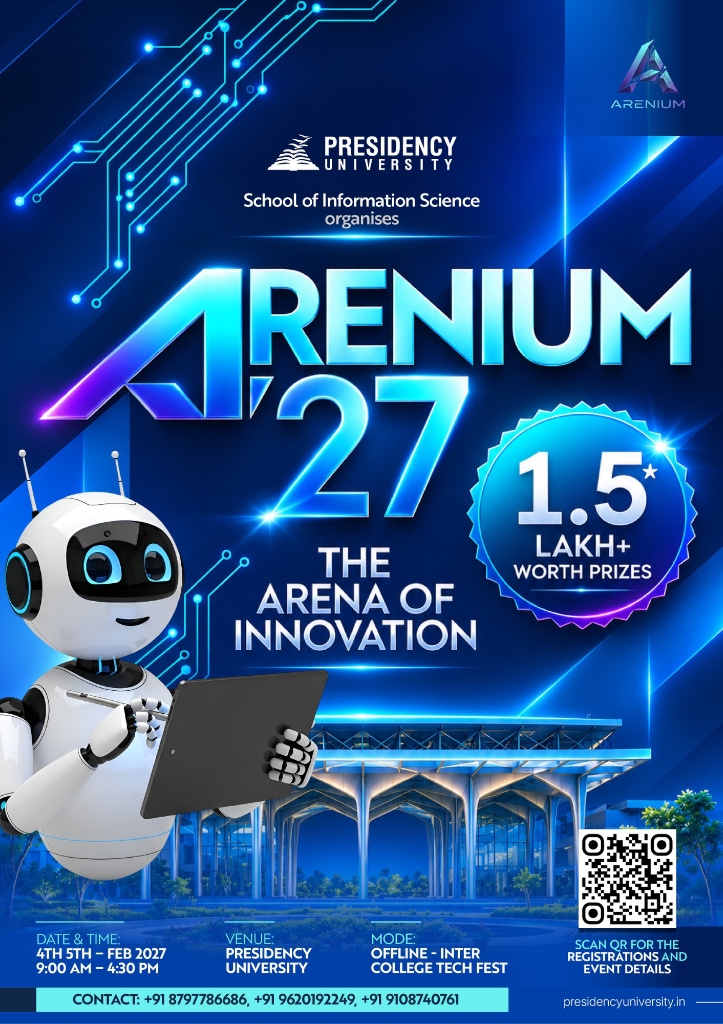 ARENIUM
PRESIDENCY
UNIVERSITY
School of Information Science
organises
ARENIUM
'27
1.5*
LAKH+
WORTH PRIZES
THE
ARENA OF
INNOVATION
DATE & TIME:
4TH 5TH – FEB 2027
9:00 AM – 4:30 PM
VENUE:
PRESIDENCY
UNIVERSITY
MODE:
OFFLINE - INTER
COLLEGE TECH FEST
SCAN QR FOR THE
REGISTRATIONS AND
EVENT DETAILS
CONTACT: +91 8797786686, +91 9620192249, +91 9108740761
presidencyuniversity.in